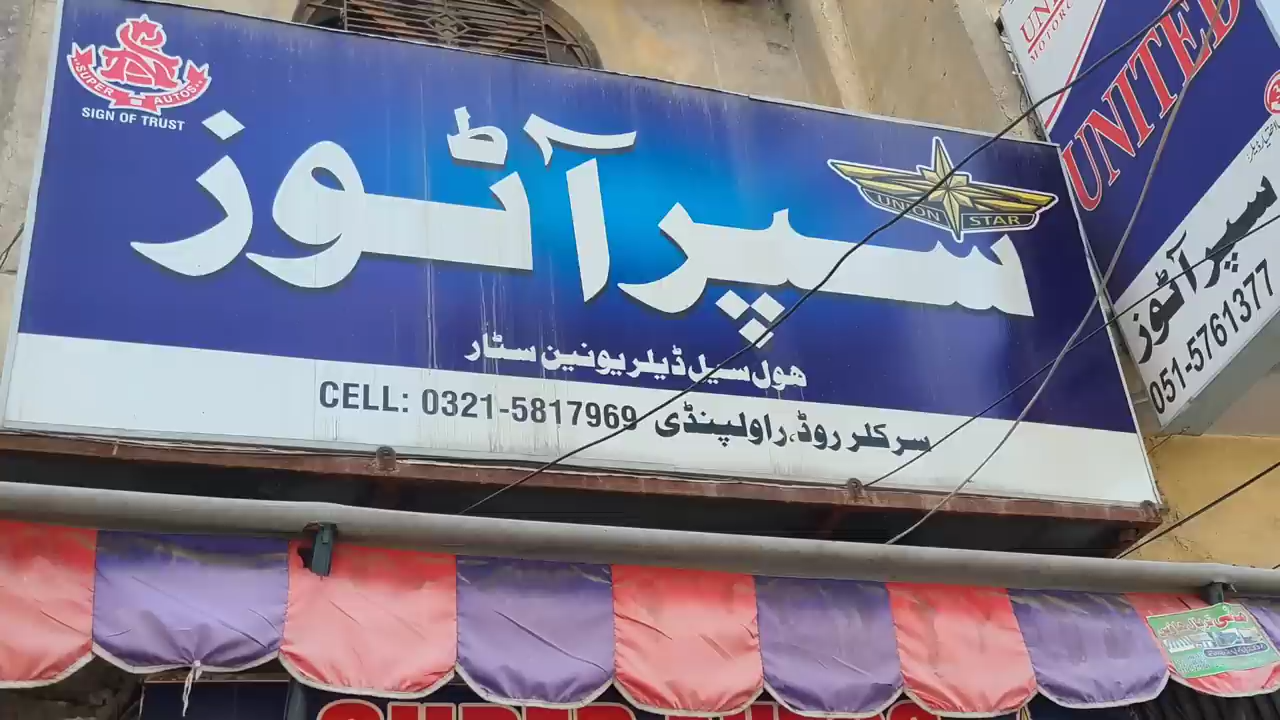 SUPER AUTOS
SIGN OF TRUST
سپر آٹوز
UNION STAR
ھول سیل ڈیلر یونین سٹار
سرکلر روڈ، راولپنڈی CELL: 0321-5817969
UNITED
سپر آٹوز
051-5761377